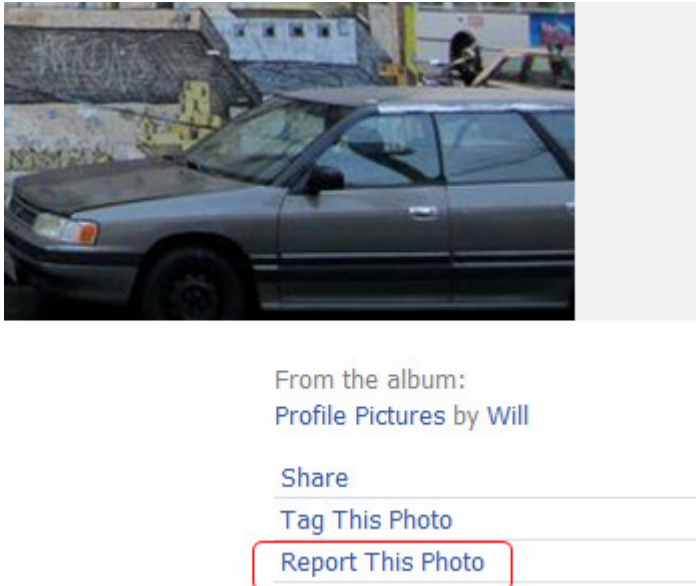 From the album:
Profile Pictures by Will
Share
Tag This Photo
Report This Photo